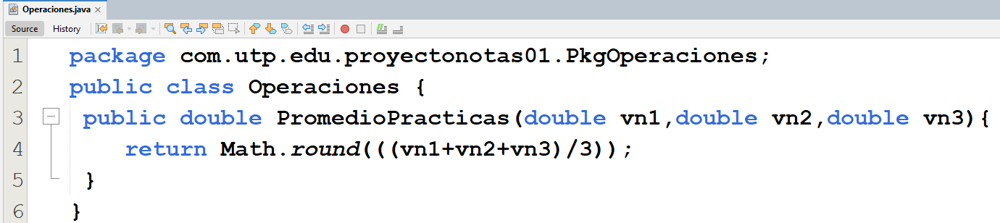 Operaciones.java
Source History
1 package com.utp.edu.proyectonotas01.PkgOperaciones;
2 public class Operaciones {
3 public double PromedioPracticas(double vn1,double vn2,double vn3){
4 return Math.round(((vn1+vn2+vn3)/3));
5 }
6 }